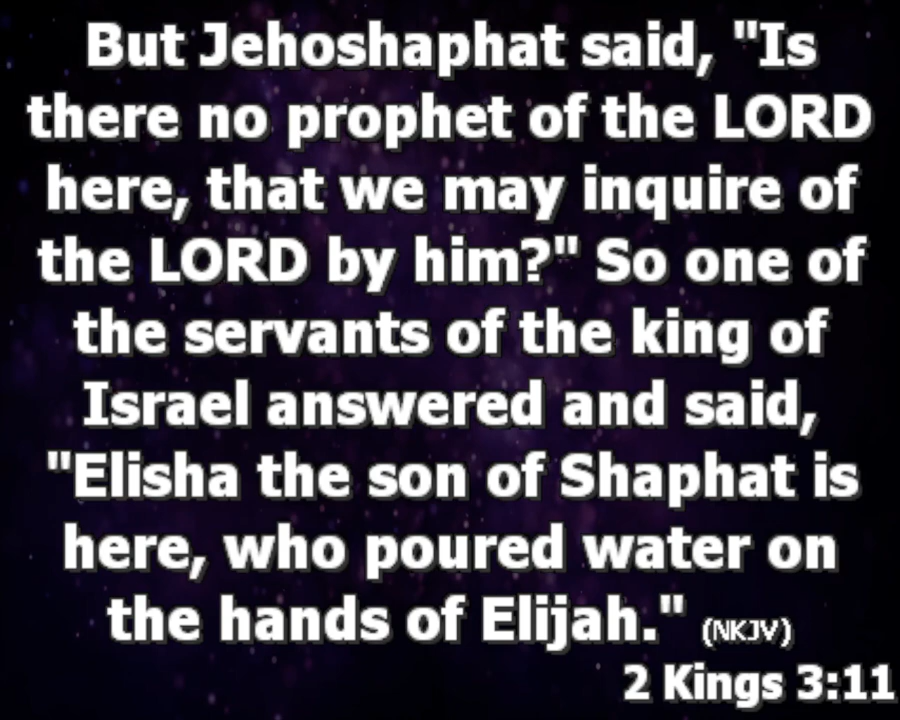 But Jehoshaphat said, "Is
there no prophet of the LORD
here, that we may inquire of
the LORD by him?" So one of
the servants of the king of
Israel answered and said,
"Elisha the son of Shaphat is
here, who poured water on
the hands of Elijah." (NKJV)
2 Kings 3:11